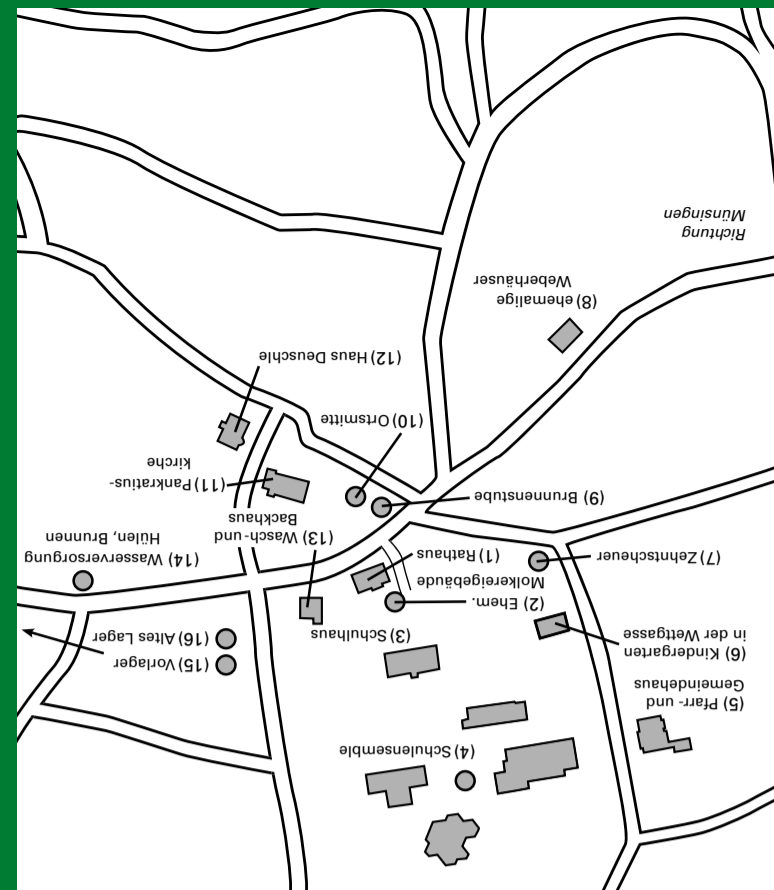 (4) Schulensemble
(5) Pfarr- und
Gemeindehaus
(15) Vorlager
(6) Kindergarten
in der Wettgasse
(16) Altes Lager
(3) Schulhaus
(2) Ehem.
Molkereigebäude
(7) Zehntscheuer
(1) Rathaus
(14) Wasserversorgung
Hülen, Brunnen
(13) Wasch-und
Backhaus
(9) Brunnenstube
(11) Pankratius-
kirche
(10) Ortsmitte
(12) Haus Deuschle
(8) ehemalige
Weberhäuser
Richtung
Münsingen